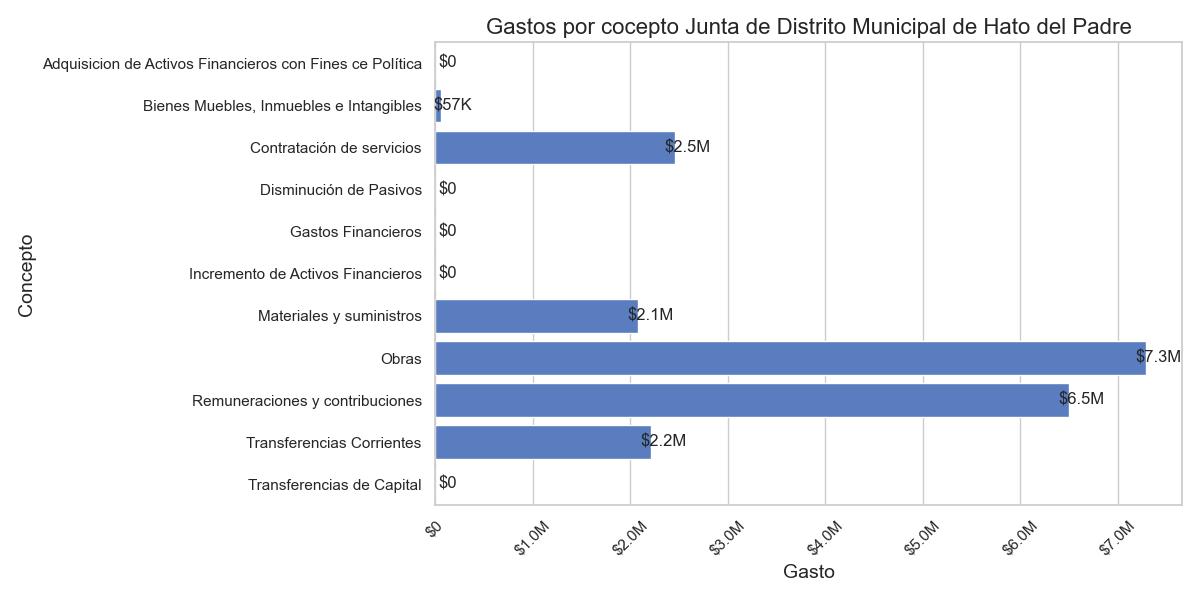 Gastos por cocepto Junta de Distrito Municipal de Hato del Padre
Concepto
Adquisicion de Activos Financieros con Fines ce Política $0
Bienes Muebles, Inmuebles e Intangibles $57K
Contratación de servicios $2.5M
Disminución de Pasivos $0
Gastos Financieros $0
Incremento de Activos Financieros $0
Materiales y suministros $2.1M
Obras $7.3M
Remuneraciones y contribuciones $6.5M
Transferencias Corrientes $2.2M
Transferencias de Capital $0
$0 $1.0M $2.0M $3.0M $4.0M $5.0M $6.0M $7.0M
Gasto